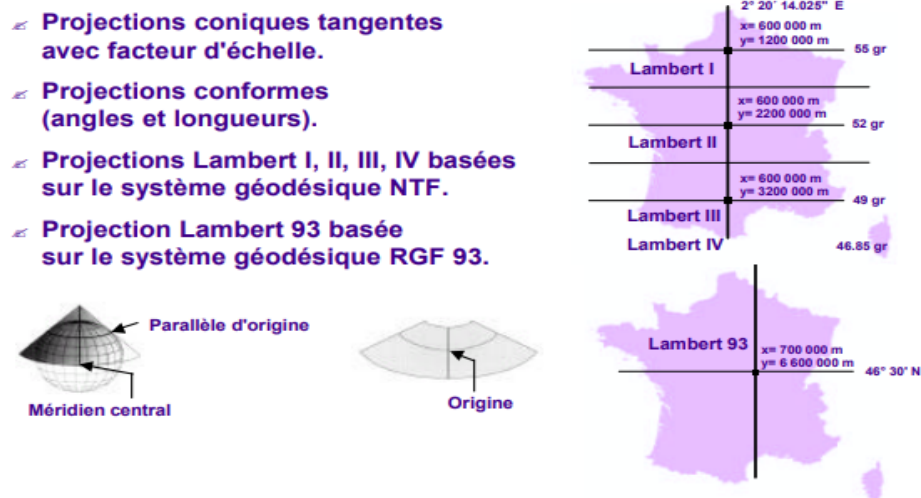 Projections coniques tangentes
avec facteur d'échelle.
Projections conformes
(angles et longueurs).
Projections Lambert I, II, III, IV basées
sur le système géodésique NTF.
Projection Lambert 93 basée
sur le système géodésique RGF 93.
Parallèle d'origine
Méridien central
Origine
2° 20' 14.025" E
x= 600 000 m
y= 1200 000 m
55 gr
Lambert I
x= 600 000 m
y= 2200 000 m
52 gr
Lambert II
x= 600 000 m
y= 3200 000 m
49 gr
Lambert III
Lambert IV
46.85 gr
Lambert 93
x= 700 000 m
y= 6 600 000 m
46° 30' N